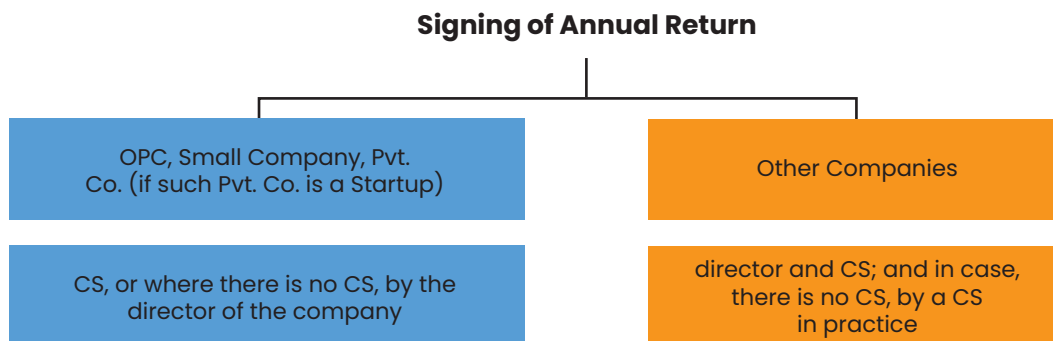 Signing of Annual Return
OPC, Small Company, Pvt.
Co. (if such Pvt. Co. is a Startup)
Other Companies
CS, or where there is no CS, by the
director of the company
director and CS; and in case,
there is no CS, by a CS
in practice